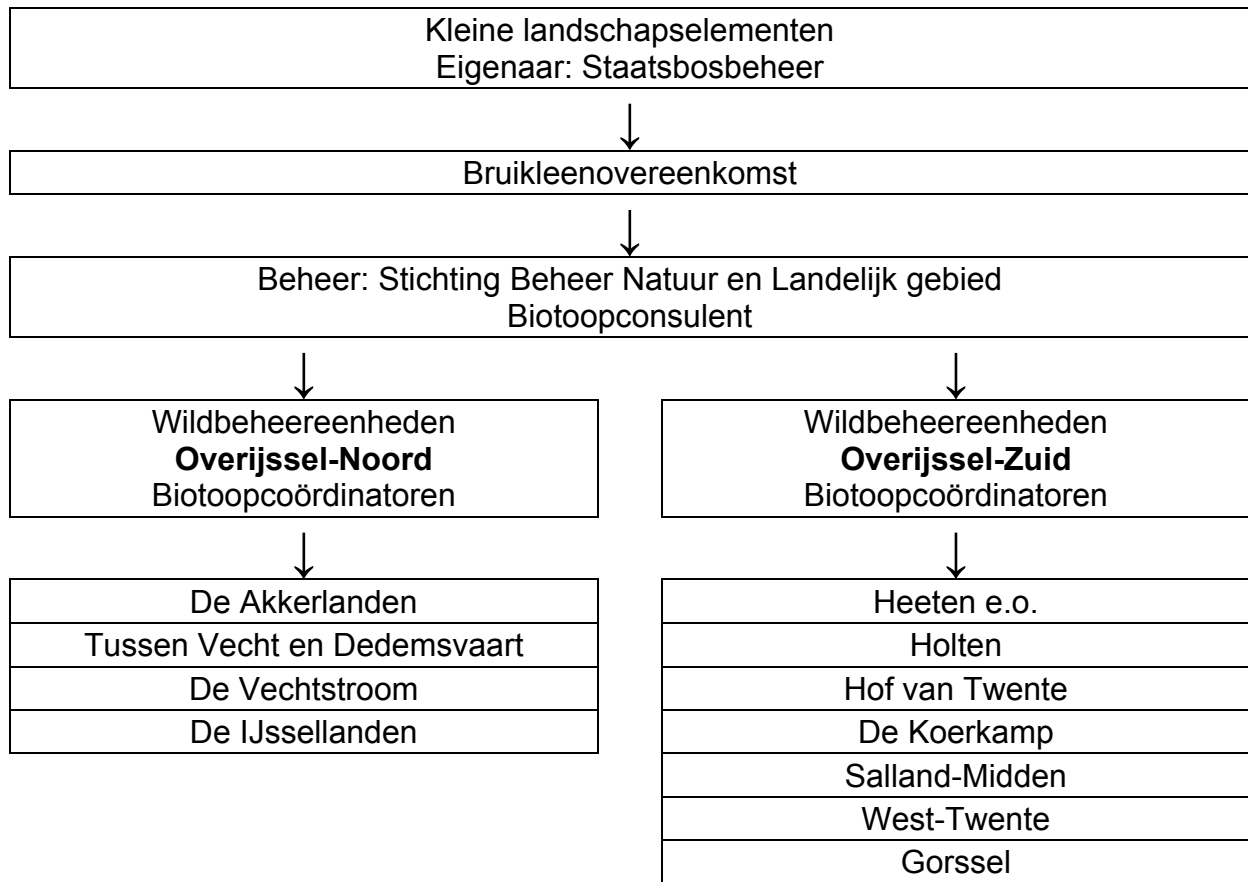 Kleine landschapselementen
Eigenaar: Staatsbosbeheer
↓
Bruikleenovereenkomst
↓
Beheer: Stichting Beheer Natuur en Landelijk gebied
Biotoopconsulent
↓
Wildbeheereenheden
Overijssel-Noord
Biotoopcoördinatoren
↓
De Akkerlanden
Tussen Vecht en Dedemsvaart
De Vechtstroom
De IJssellanden
↓
Wildbeheereenheden
Overijssel-Zuid
Biotoopcoördinatoren
↓
Heeten e.o.
Holten
Hof van Twente
De Koerkamp
Salland-Midden
West-Twente
Gorssel